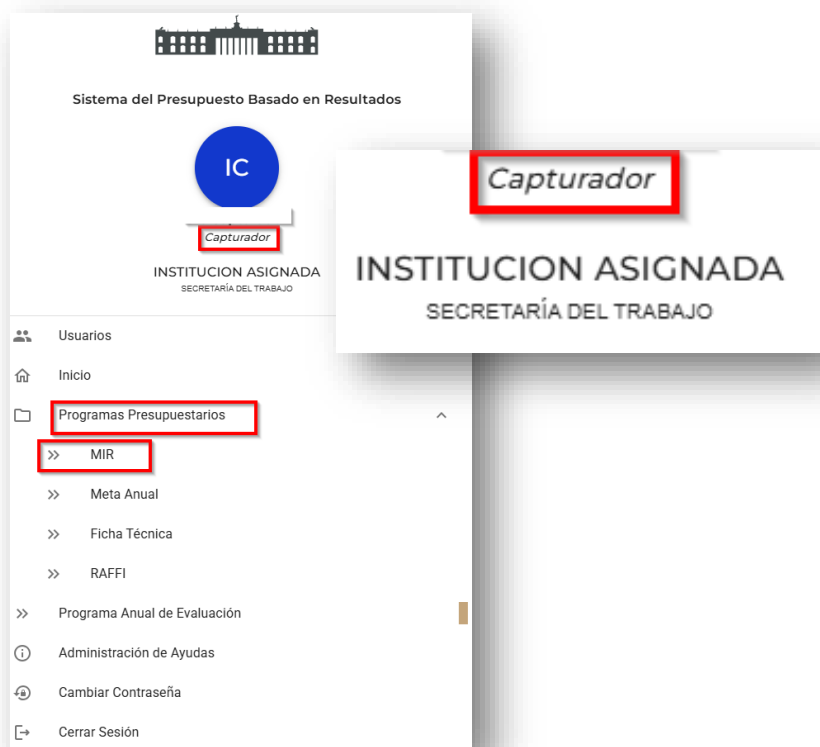 Sistema del Presupuesto Basado en Resultados
IC
Capturador
INSTITUCION ASIGNADA
SECRETARÍA DEL TRABAJO
Capturador
INSTITUCION ASIGNADA
SECRETARÍA DEL TRABAJO
Usuarios
Inicio
Programas Presupuestarios
MIR
Meta Anual
Ficha Técnica
RAFFI
Programa Anual de Evaluación
Administración de Ayudas
Cambiar Contraseña
Cerrar Sesión